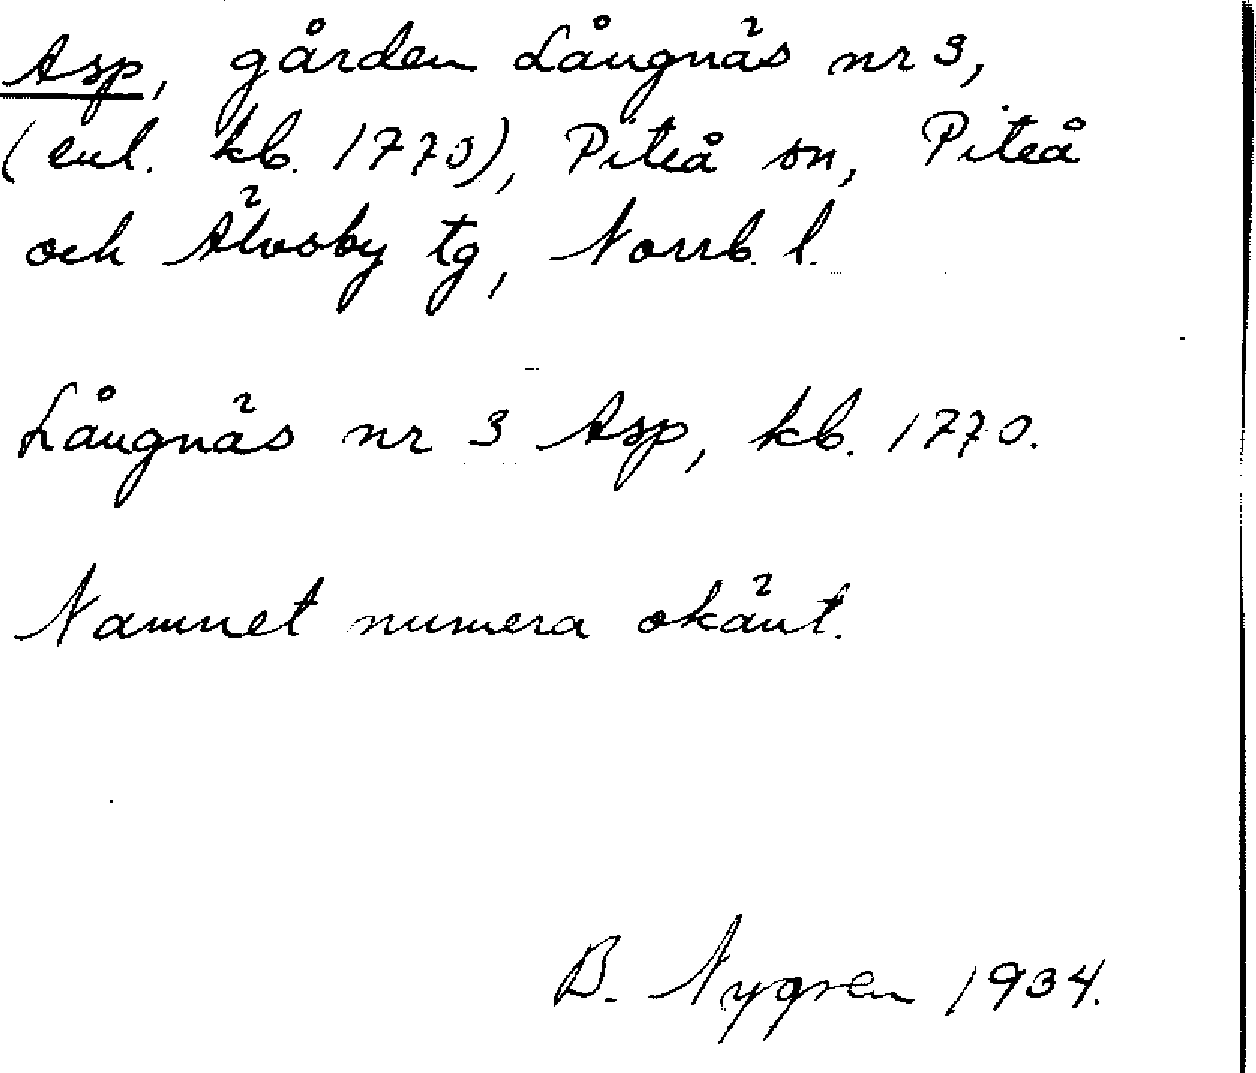 Asp, gården Långnäs nr 3,
(enl. kb. 1770), Piteå sn, Piteå
och Älvsby tg, Norrb. l.
Långnäs nr 3 Asp, kb. 1770.
Namnet numera okänt.
B. Nygren 1934.